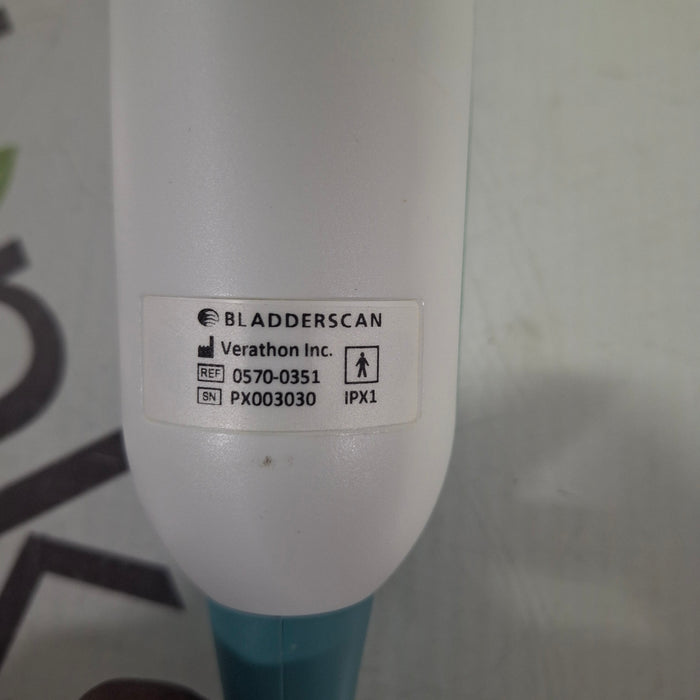 BLADDERSCAN
Verathon Inc.
REF 0570-0351
SN PX003030 IPX1